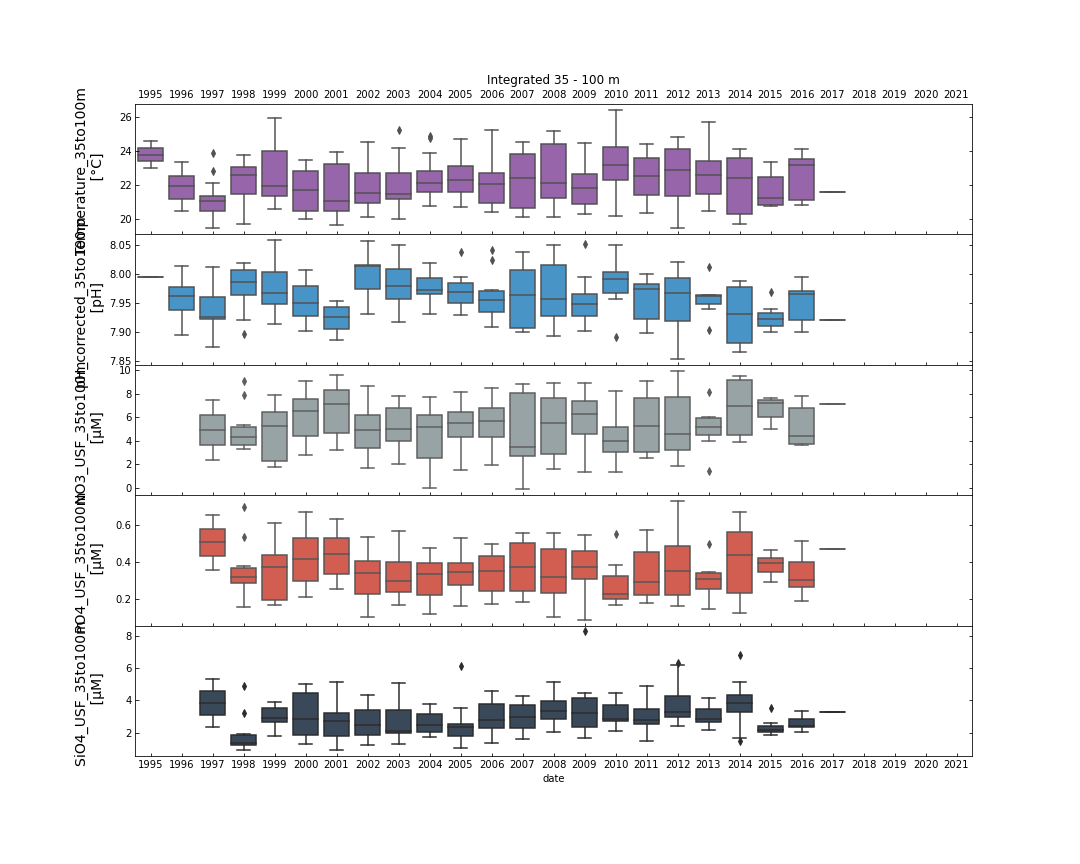 Integrated 35 - 100 m
1995 1996 1997 1998 1999 2000 2001 2002 2003 2004 2005 2006 2007 2008 2009 2010 2011 2012 2013 2014 2015 2016 2017 2018 2019 2020 2021
Temperature_35to100m
[°C]
26
24
22
20
pH_corrected_35to100m
[pH]
8.05
8.00
7.95
7.90
7.85
NO3_USF_35to100m
[µM]
10
8
6
4
2
0
PO4_USF_35to100m
[µM]
0.6
0.4
0.2
SiO4_USF_35to100m
[µM]
8
6
4
2
1995 1996 1997 1998 1999 2000 2001 2002 2003 2004 2005 2006 2007 2008 2009 2010 2011 2012 2013 2014 2015 2016 2017 2018 2019 2020 2021
date